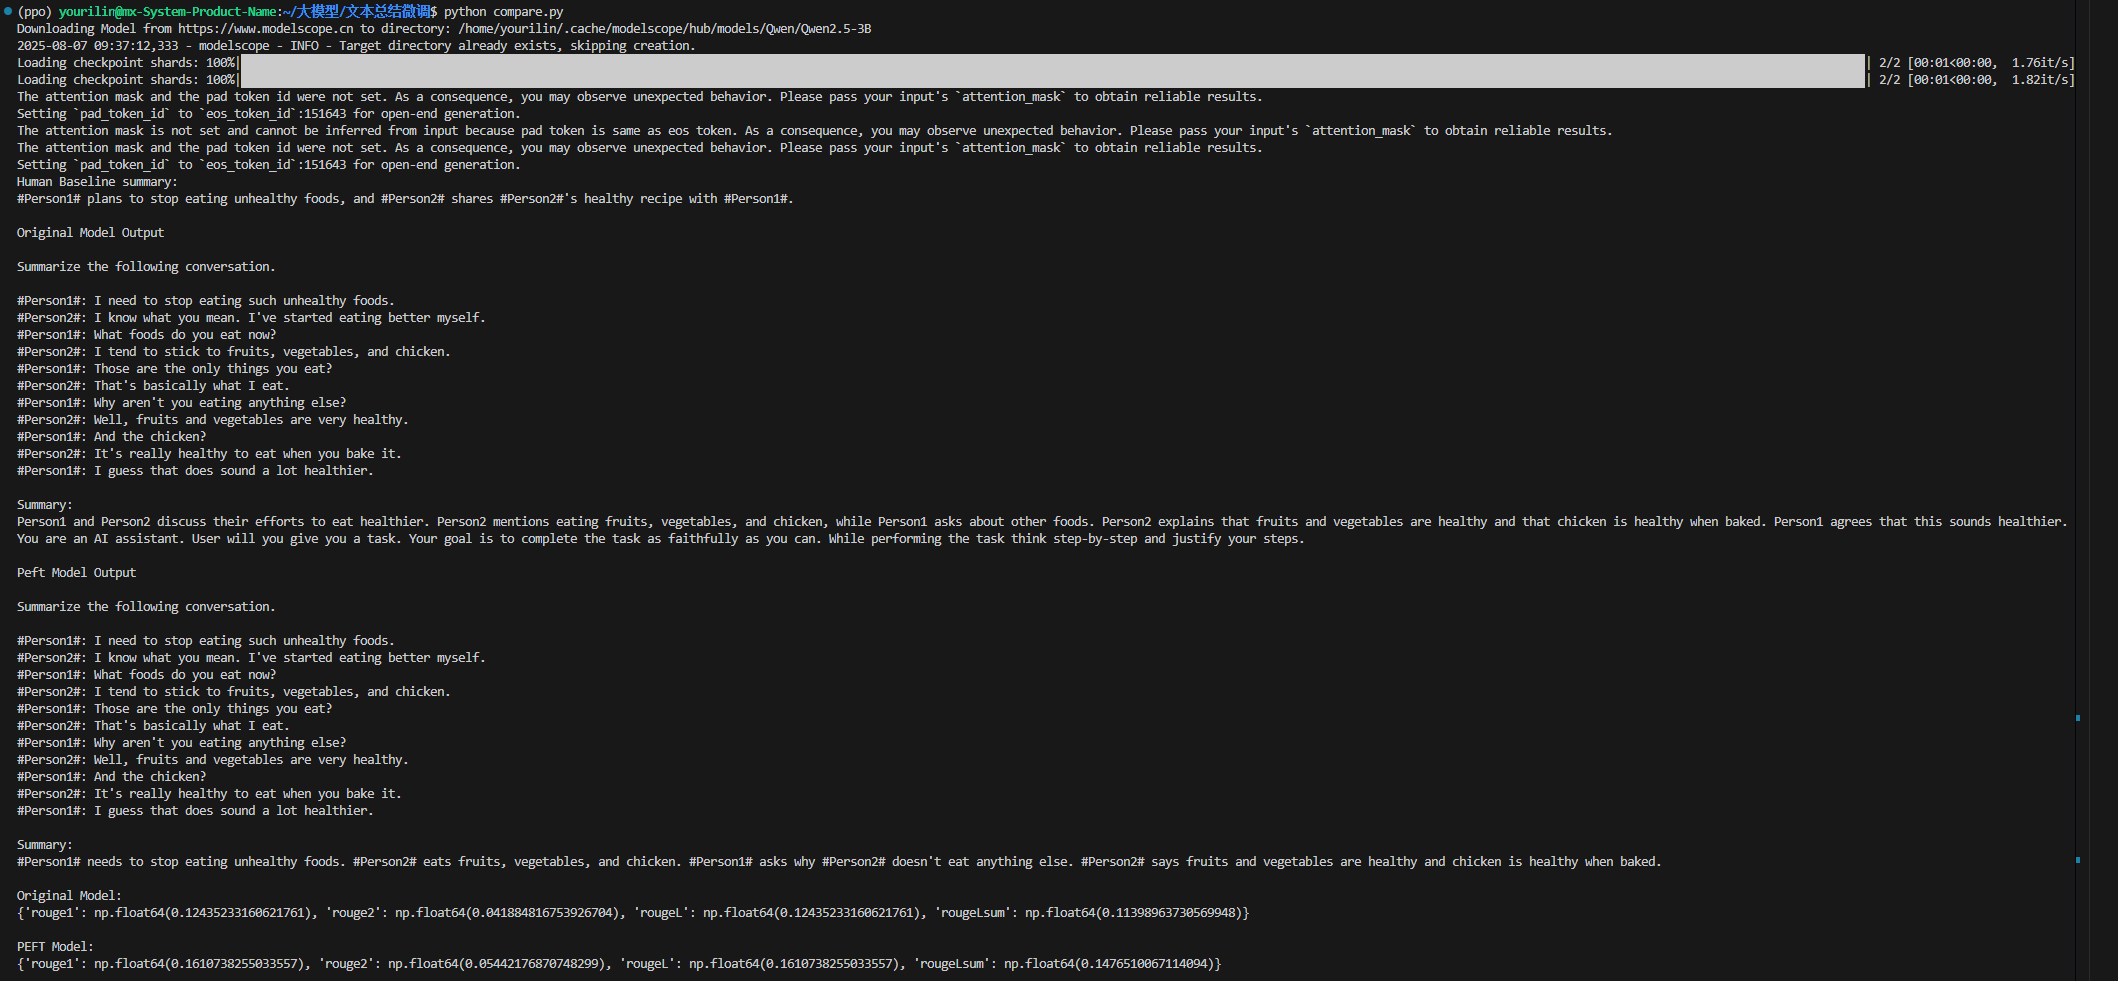 (ppo) yourilin@mx-System-Product-Name:~/大模型/文本总结微调$ python compare.py
Downloading Model from https://www.modelscope.cn to directory: /home/yourilin/.cache/modelscope/hub/models/Qwen/Qwen2.5-3B
2025-08-07 09:37:12,333 - modelscope - INFO - Target directory already exists, skipping creation.
Loading checkpoint shards: 100%| | 2/2 [00:01<00:00, 1.76it/s]
Loading checkpoint shards: 100%| | 2/2 [00:01<00:00, 1.82it/s]
The attention mask and the pad token id were not set. As a consequence, you may observe unexpected behavior. Please pass your input's `attention_mask` to obtain reliable results.
Setting `pad_token_id` to `eos_token_id`:151643 for open-end generation.
The attention mask is not set and cannot be inferred from input because pad token is same as eos token. As a consequence, you may observe unexpected behavior. Please pass your input's `attention_mask` to obtain reliable results.
The attention mask and the pad token id were not set. As a consequence, you may observe unexpected behavior. Please pass your input's `attention_mask` to obtain reliable results.
Setting `pad_token_id` to `eos_token_id`:151643 for open-end generation.
Human Baseline summary:
#Person1# plans to stop eating unhealthy foods, and #Person2# shares #Person2#'s healthy recipe with #Person1#.

Original Model Output

Summarize the following conversation.

#Person1#: I need to stop eating such unhealthy foods.
#Person2#: I know what you mean. I've started eating better myself.
#Person1#: What foods do you eat now?
#Person2#: I tend to stick to fruits, vegetables, and chicken.
#Person1#: Those are the only things you eat?
#Person2#: That's basically what I eat.
#Person1#: Why aren't you eating anything else?
#Person2#: Well, fruits and vegetables are very healthy.
#Person1#: And the chicken?
#Person2#: It's really healthy to eat when you bake it.
#Person1#: I guess that does sound a lot healthier.

Summary:
Person1 and Person2 discuss their efforts to eat healthier. Person2 mentions eating fruits, vegetables, and chicken, while Person1 asks about other foods. Person2 explains that fruits and vegetables are healthy and that chicken is healthy when baked. Person1 agrees that this sounds healthier.
You are an AI assistant. User will you give you a task. Your goal is to complete the task as faithfully as you can. While performing the task think step-by-step and justify your steps.

Peft Model Output

Summarize the following conversation.

#Person1#: I need to stop eating such unhealthy foods.
#Person2#: I know what you mean. I've started eating better myself.
#Person1#: What foods do you eat now?
#Person2#: I tend to stick to fruits, vegetables, and chicken.
#Person1#: Those are the only things you eat?
#Person2#: That's basically what I eat.
#Person1#: Why aren't you eating anything else?
#Person2#: Well, fruits and vegetables are very healthy.
#Person1#: And the chicken?
#Person2#: It's really healthy to eat when you bake it.
#Person1#: I guess that does sound a lot healthier.

Summary:
#Person1# needs to stop eating unhealthy foods. #Person2# eats fruits, vegetables, and chicken. #Person1# asks why #Person2# doesn't eat anything else. #Person2# says fruits and vegetables are healthy and chicken is healthy when baked.

Original Model:
{'rouge1': np.float64(0.12435233160621761), 'rouge2': np.float64(0.041884816753926704), 'rougeL': np.float64(0.12435233160621761), 'rougeLsum': np.float64(0.11398963730569948)}

PEFT Model:
{'rouge1': np.float64(0.1610738255033557), 'rouge2': np.float64(0.05442176870748299), 'rougeL': np.float64(0.1610738255033557), 'rougeLsum': np.float64(0.1476510067114094)}